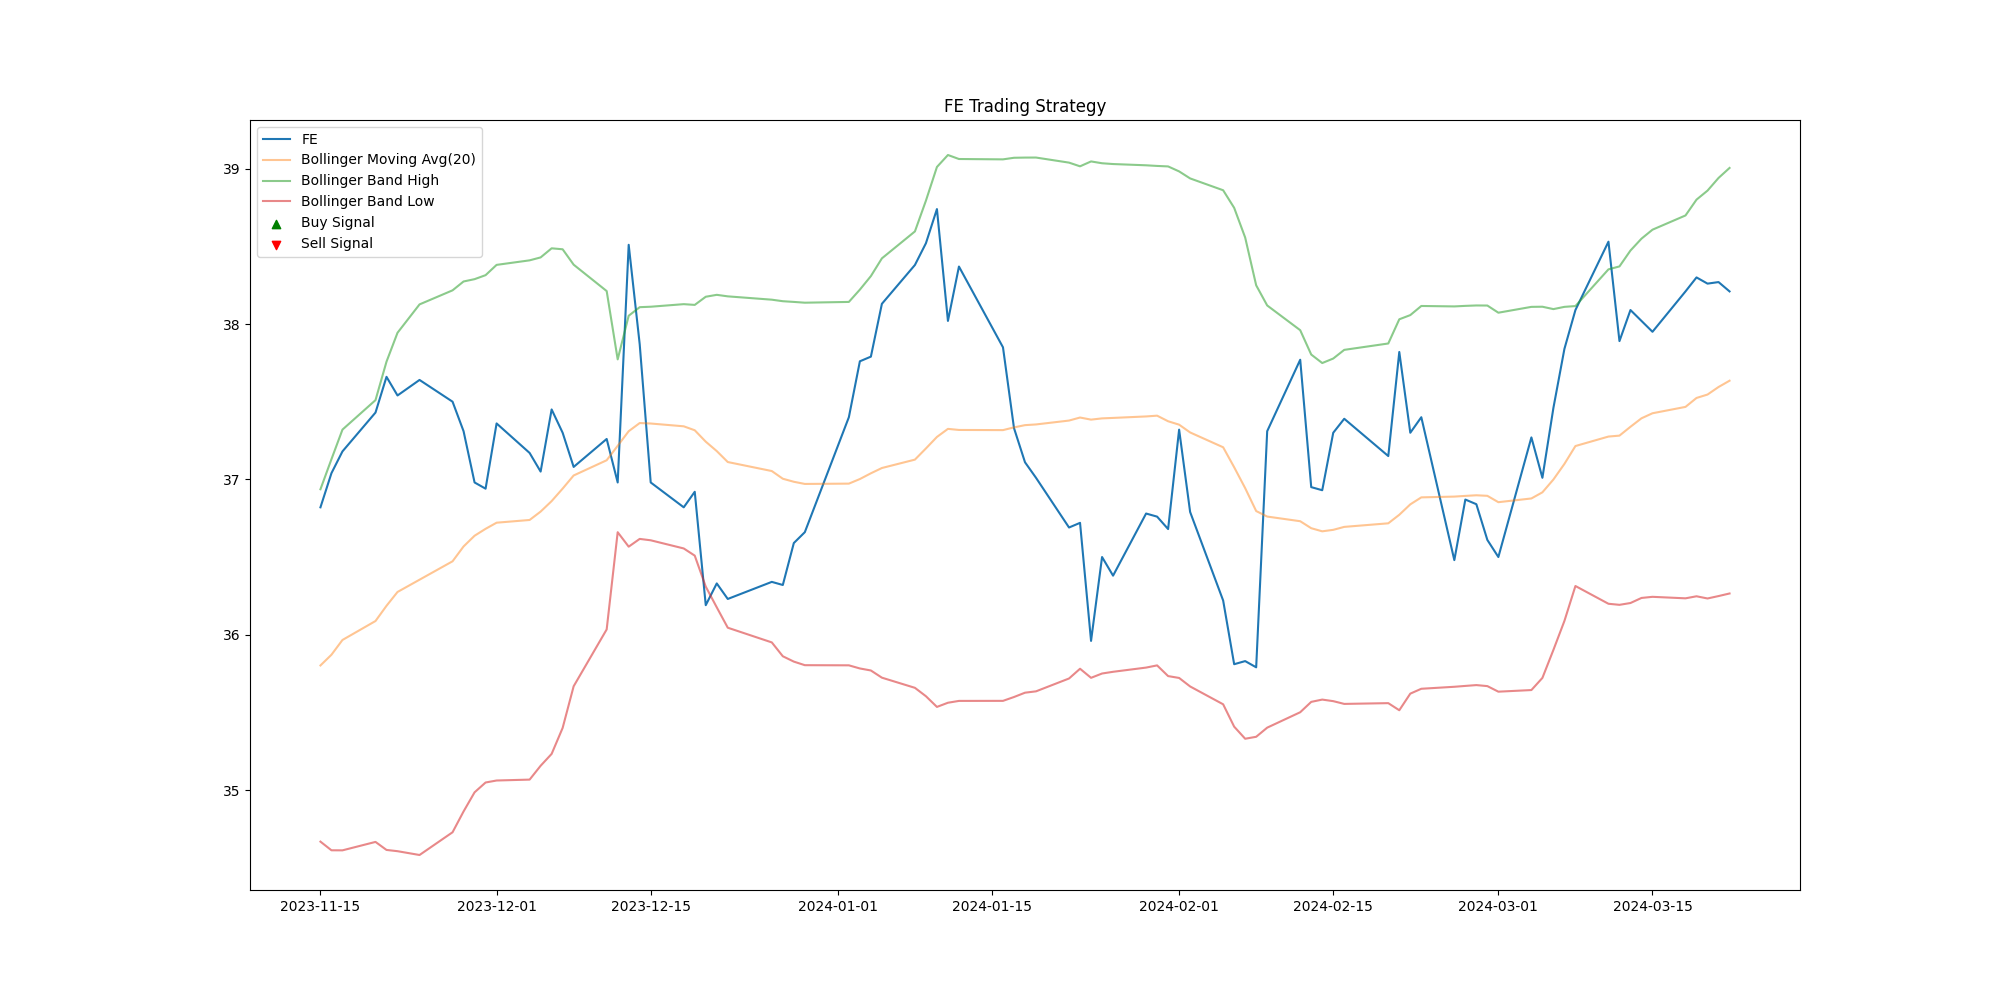 FE Trading Strategy
FE
Bollinger Moving Avg(20)
Bollinger Band High
Bollinger Band Low
Buy Signal
Sell Signal
39
38
37
36
35
2023-11-15 2023-12-01 2023-12-15 2024-01-01 2024-01-15 2024-02-01 2024-02-15 2024-03-01 2024-03-15